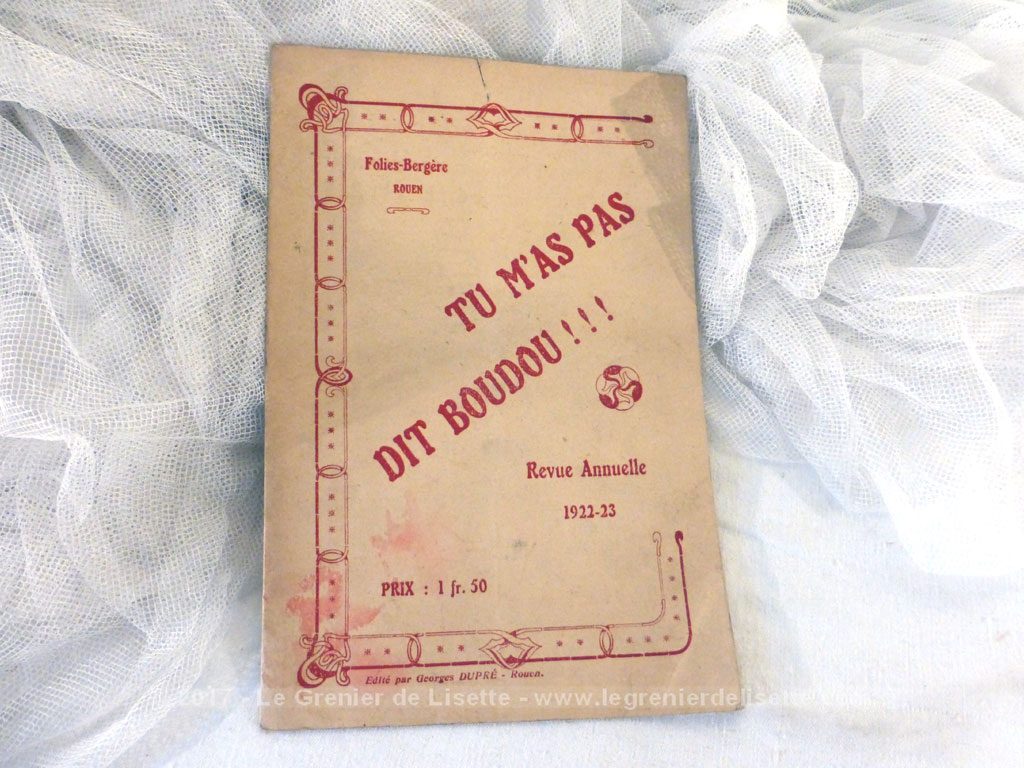 Folies-Bergère
ROUEN
TU M'AS PAS
DIT BOUDOU ! ! !
Revue Annuelle
1922-23
PRIX : 1 fr. 50
Edité par Georges DUPRÉ - Rouen.
2017 - Le Grenier de Lisette - www.legrenierdelisette